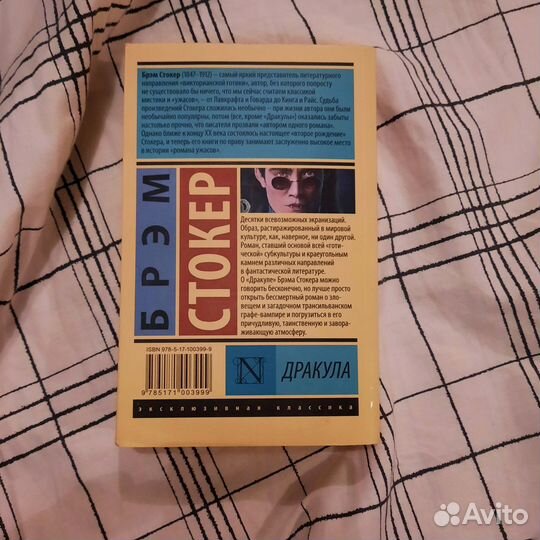 Брэм Стокер (1847–1912) – самый яркий представитель литературного
направления «викторианской готики», автор, без которого попросту
не существовало бы ничего, что мы сейчас считаем классикой
мистики и «ужасов», – от Лавкрафта и Говарда до Кинга и Райс. Судьба
произведений Стокера сложилась необычно – при жизни автора они были
необычайно популярны, потом (все, кроме «Дракулы») оказались забыты
настолько прочно, что писателя прозвали «автором одного романа».
Однако ближе к концу XX века состоялось настоящее «второе рождение»
Стокера, и теперь его книги по праву занимают заслуженно высокое место
в истории «романа ужасов».
БРЭМ
СТОКЕР
Десятки всевозможных экранизаций.
Образ, растиражированный в мировой
культуре, как, наверное, ни один другой.
Роман, ставший основой всей «готи-
ческой» субкультуры и краеугольным
камнем различных направлений
в фантастической литературе.
О «Дракуле» Брэма Стокера можно
говорить бесконечно, но лучше просто
открыть бессмертный роман о зло-
вещем и загадочном трансильванском
графе-вампире и погрузиться в его
причудливую, таинственную и завора-
живающую атмосферу.
ISBN 978-5-17-100399-9
9 785171 003999
N
ДРАКУЛА
эксклюзивная классика
Avito